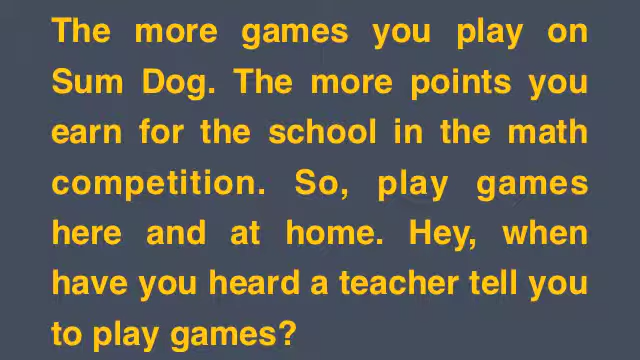 The more games you play on
Sum Dog. The more points you
earn for the school in the math
competition. So, play games
here and at home. Hey, when
have you heard a teacher tell you
to play games?